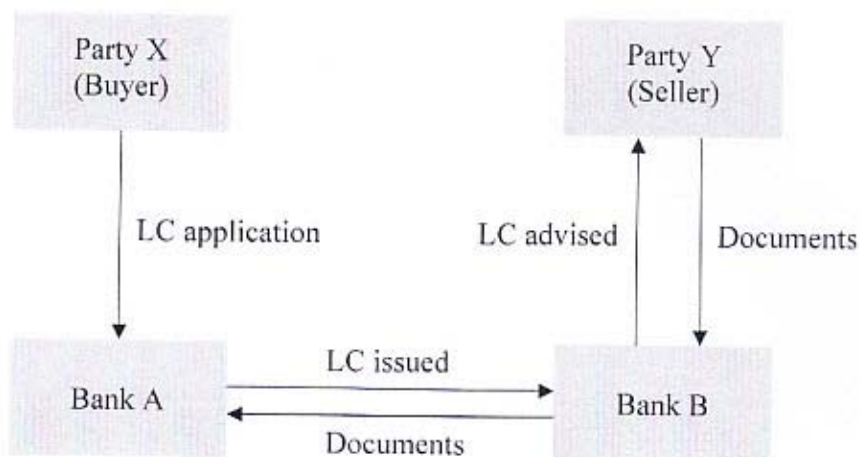 Party X
(Buyer)
Party Y
(Seller)
LC application
LC advised
Documents
LC issued
Bank A
Bank B
Documents